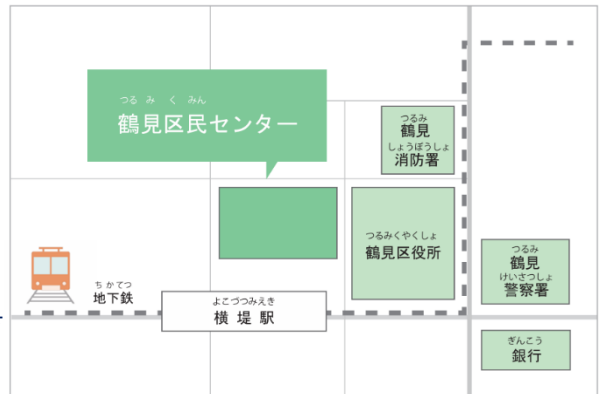 つるみくみん
鶴見区民センター
つるみ
鶴見
しょうぼうしょ
消防署
つるみくやくしょ
鶴見区役所
つるみ
鶴見
けいさつしょ
警察署
ちかてつ
地下鉄
よこづつみえき
横堤駅
ぎんこう
銀行